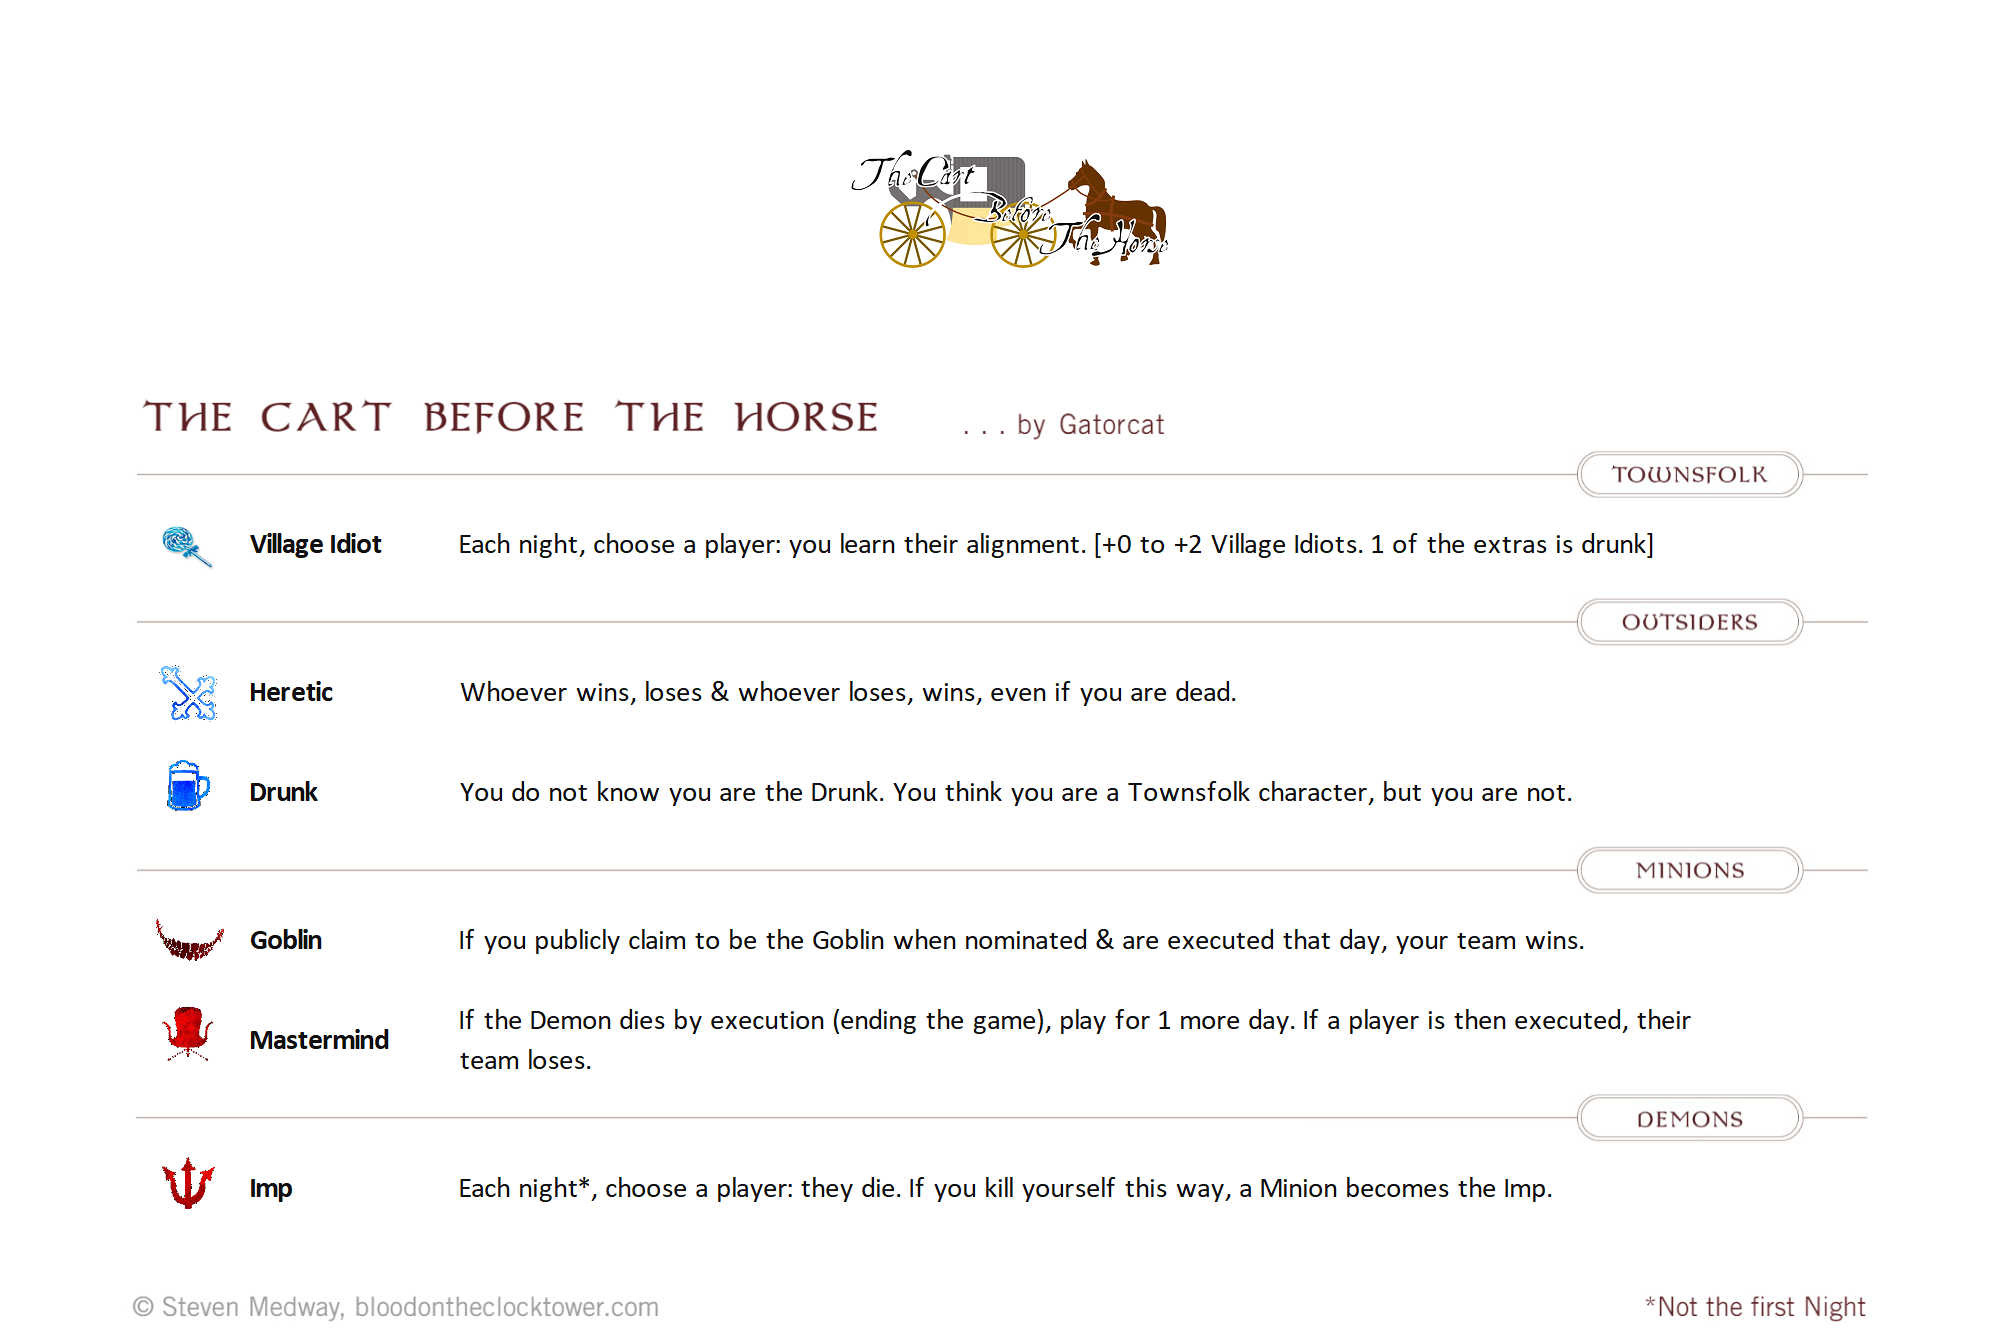 The Cart
Before
The Horse
THE CART BEFORE THE HORSE . . . by Gatorcat
TOWNSFOLK
Village Idiot Each night, choose a player: you learn their alignment. [+0 to +2 Village Idiots. 1 of the extras is drunk]
OUTSIDERS
Heretic Whoever wins, loses & whoever loses, wins, even if you are dead.
Drunk You do not know you are the Drunk. You think you are a Townsfolk character, but you are not.
MINIONS
Goblin If you publicly claim to be the Goblin when nominated & are executed that day, your team wins.
Mastermind If the Demon dies by execution (ending the game), play for 1 more day. If a player is then executed, their
team loses.
DEMONS
Imp Each night*, choose a player: they die. If you kill yourself this way, a Minion becomes the Imp.
© Steven Medway, bloodontheclocktower.com *Not the first Night